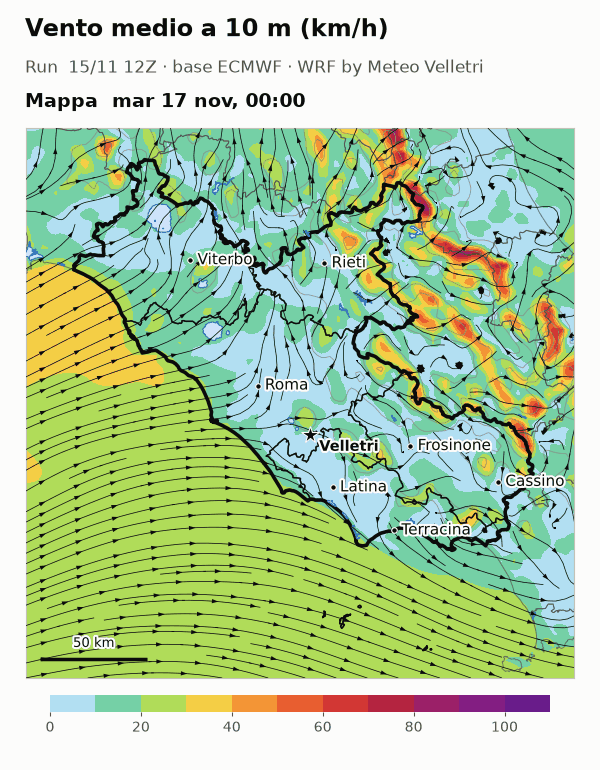 Vento medio a 10 m (km/h)
Run  15/11 12Z · base ECMWF · WRF by Meteo Velletri
Mappa  mar 17 nov, 00:00
Viterbo
Rieti
Roma
Velletri
Frosinone
Cassino
Latina
Terracina
50 km
0 20 40 60 80 100